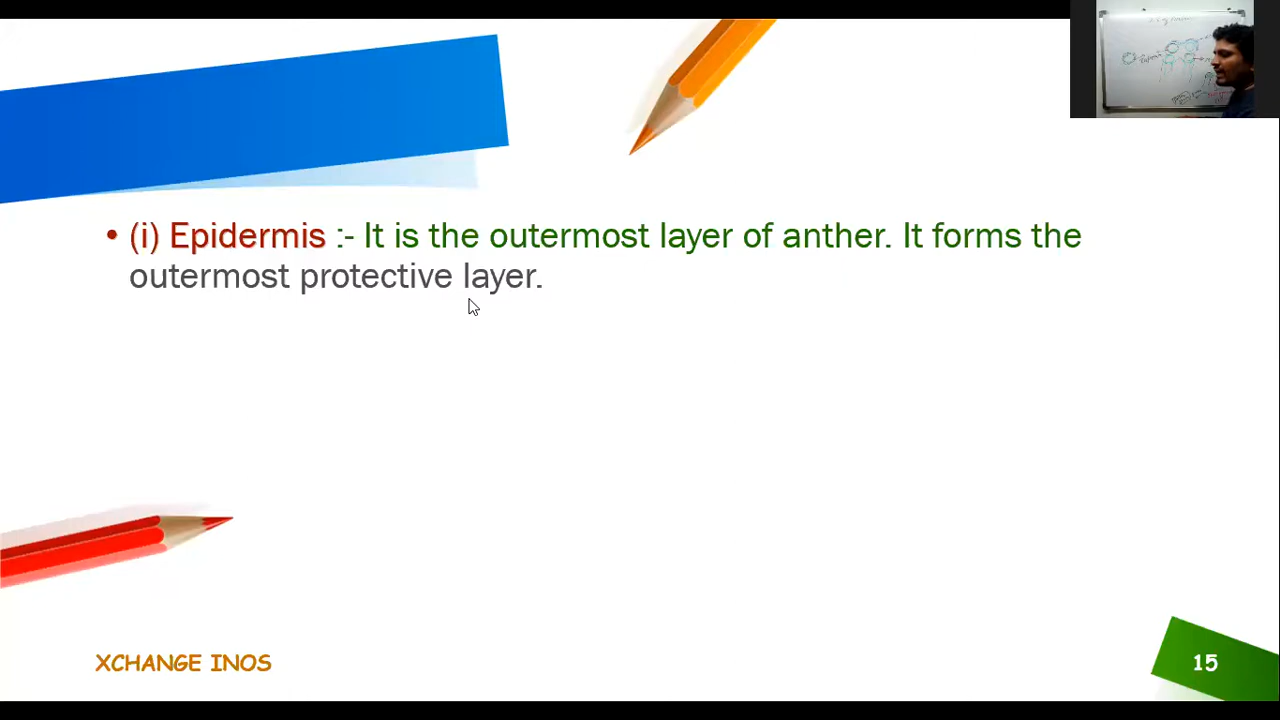 • (i) Epidermis :- It is the outermost layer of anther. It forms the
outermost protective layer.
XCHANGE INOS
15